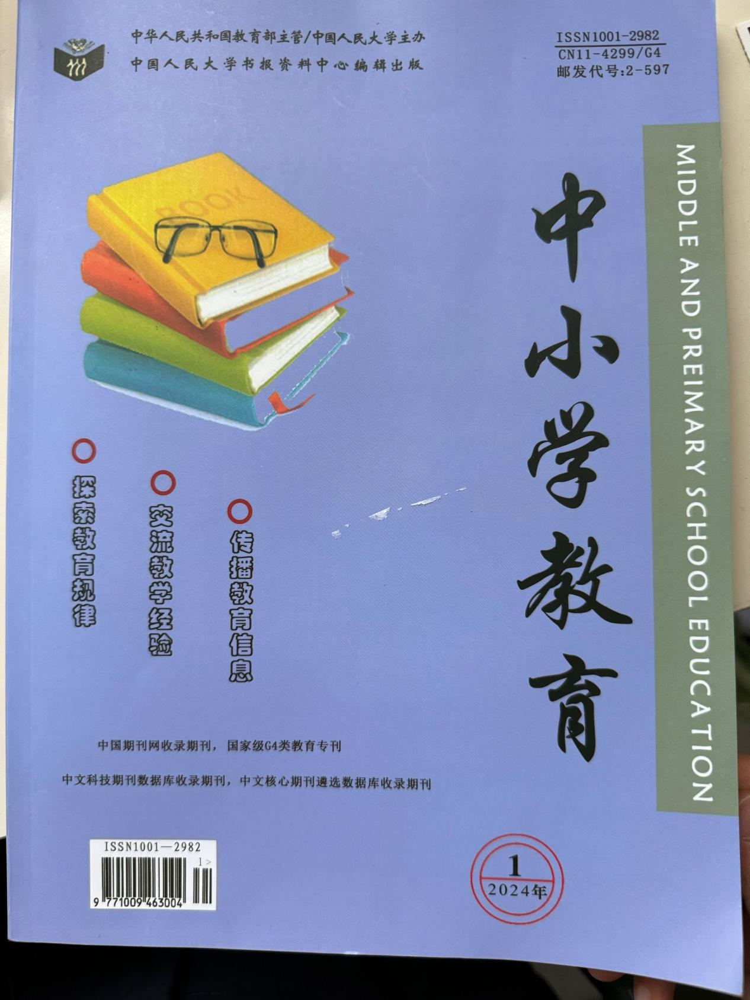 中华人民共和国教育部主管/中国人民大学主办
中国人民大学书报资料中心编辑出版
ISSN1001-2982
CN11-4299/G4
邮发代号:2-597
MIDDLE AND PREIMARY SCHOOL EDUCATION
中小学教育
BOOK
探索教育规律
交流教学经验
传播教育信息
中国期刊网收录期刊，国家级G4类教育专刊
中文科技期刊数据库收录期刊，中文核心期刊遴选数据库收录期刊
ISSN1001—2982
1>
9 771009 463004
1
2024年